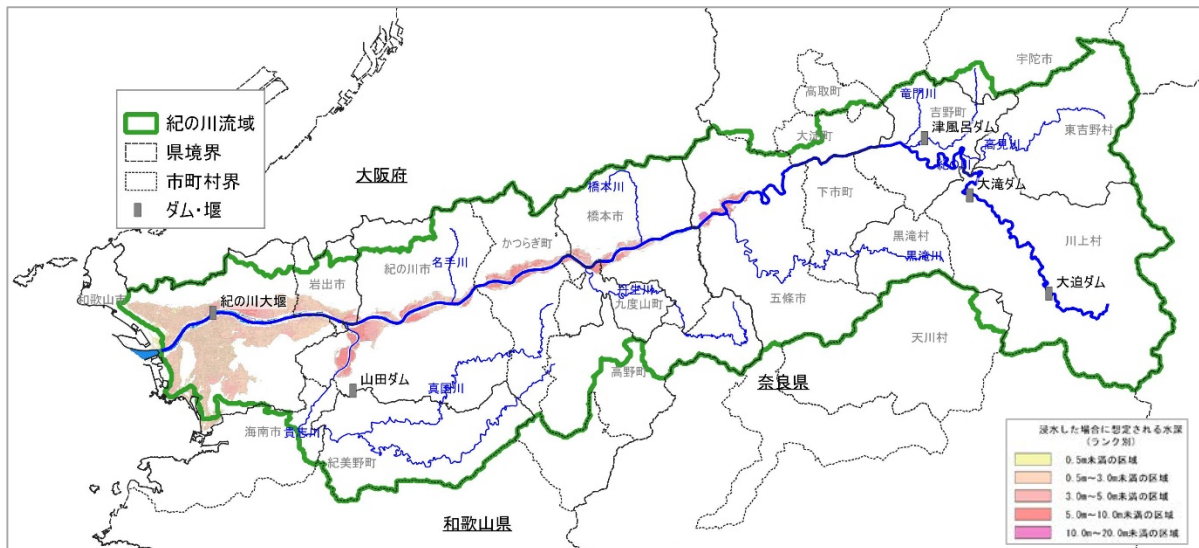 紀の川流域
県境界
市町村界
ダム・堰
大阪府
宇陀市
高取町
竜門川
吉野町
津風呂ダム
東吉野村
高見川
大淀町
紀の川
大滝ダム
下市町
橋本川
橋本市
黒滝村
川上村
かつらぎ町
黒滝川
紀の川市
名手川
岩出市
和歌山市
紀の川大堰
丹生川
九度山町
五條市
大迫ダム
天川村
高野町
奈良県
山田ダム
真国川
貴志川
海南市
紀美野町
和歌山県
浸水した場合に想定される水深
(ランク別)
0.5m未満の区域
0.5m~3.0m未満の区域
3.0m~5.0m未満の区域
5.0m~10.0m未満の区域
10.0m~20.0m未満の区域